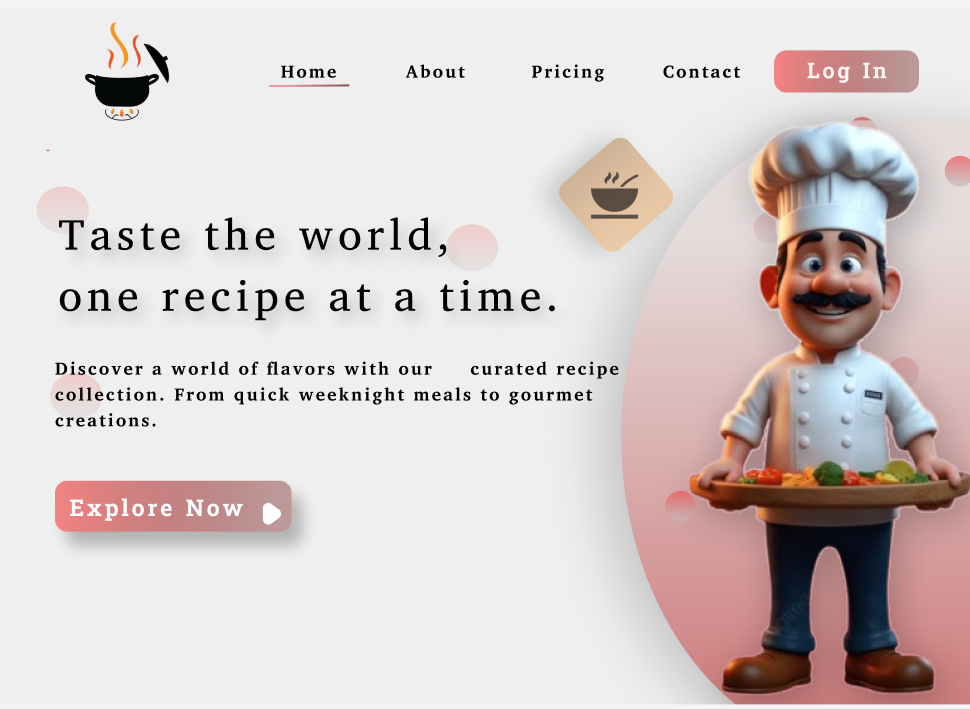 Home About Pricing Contact Log In
Taste the world,
one recipe at a time.
Discover a world of flavors with our curated recipe
collection. From quick weeknight meals to gourmet
creations.
Explore Now